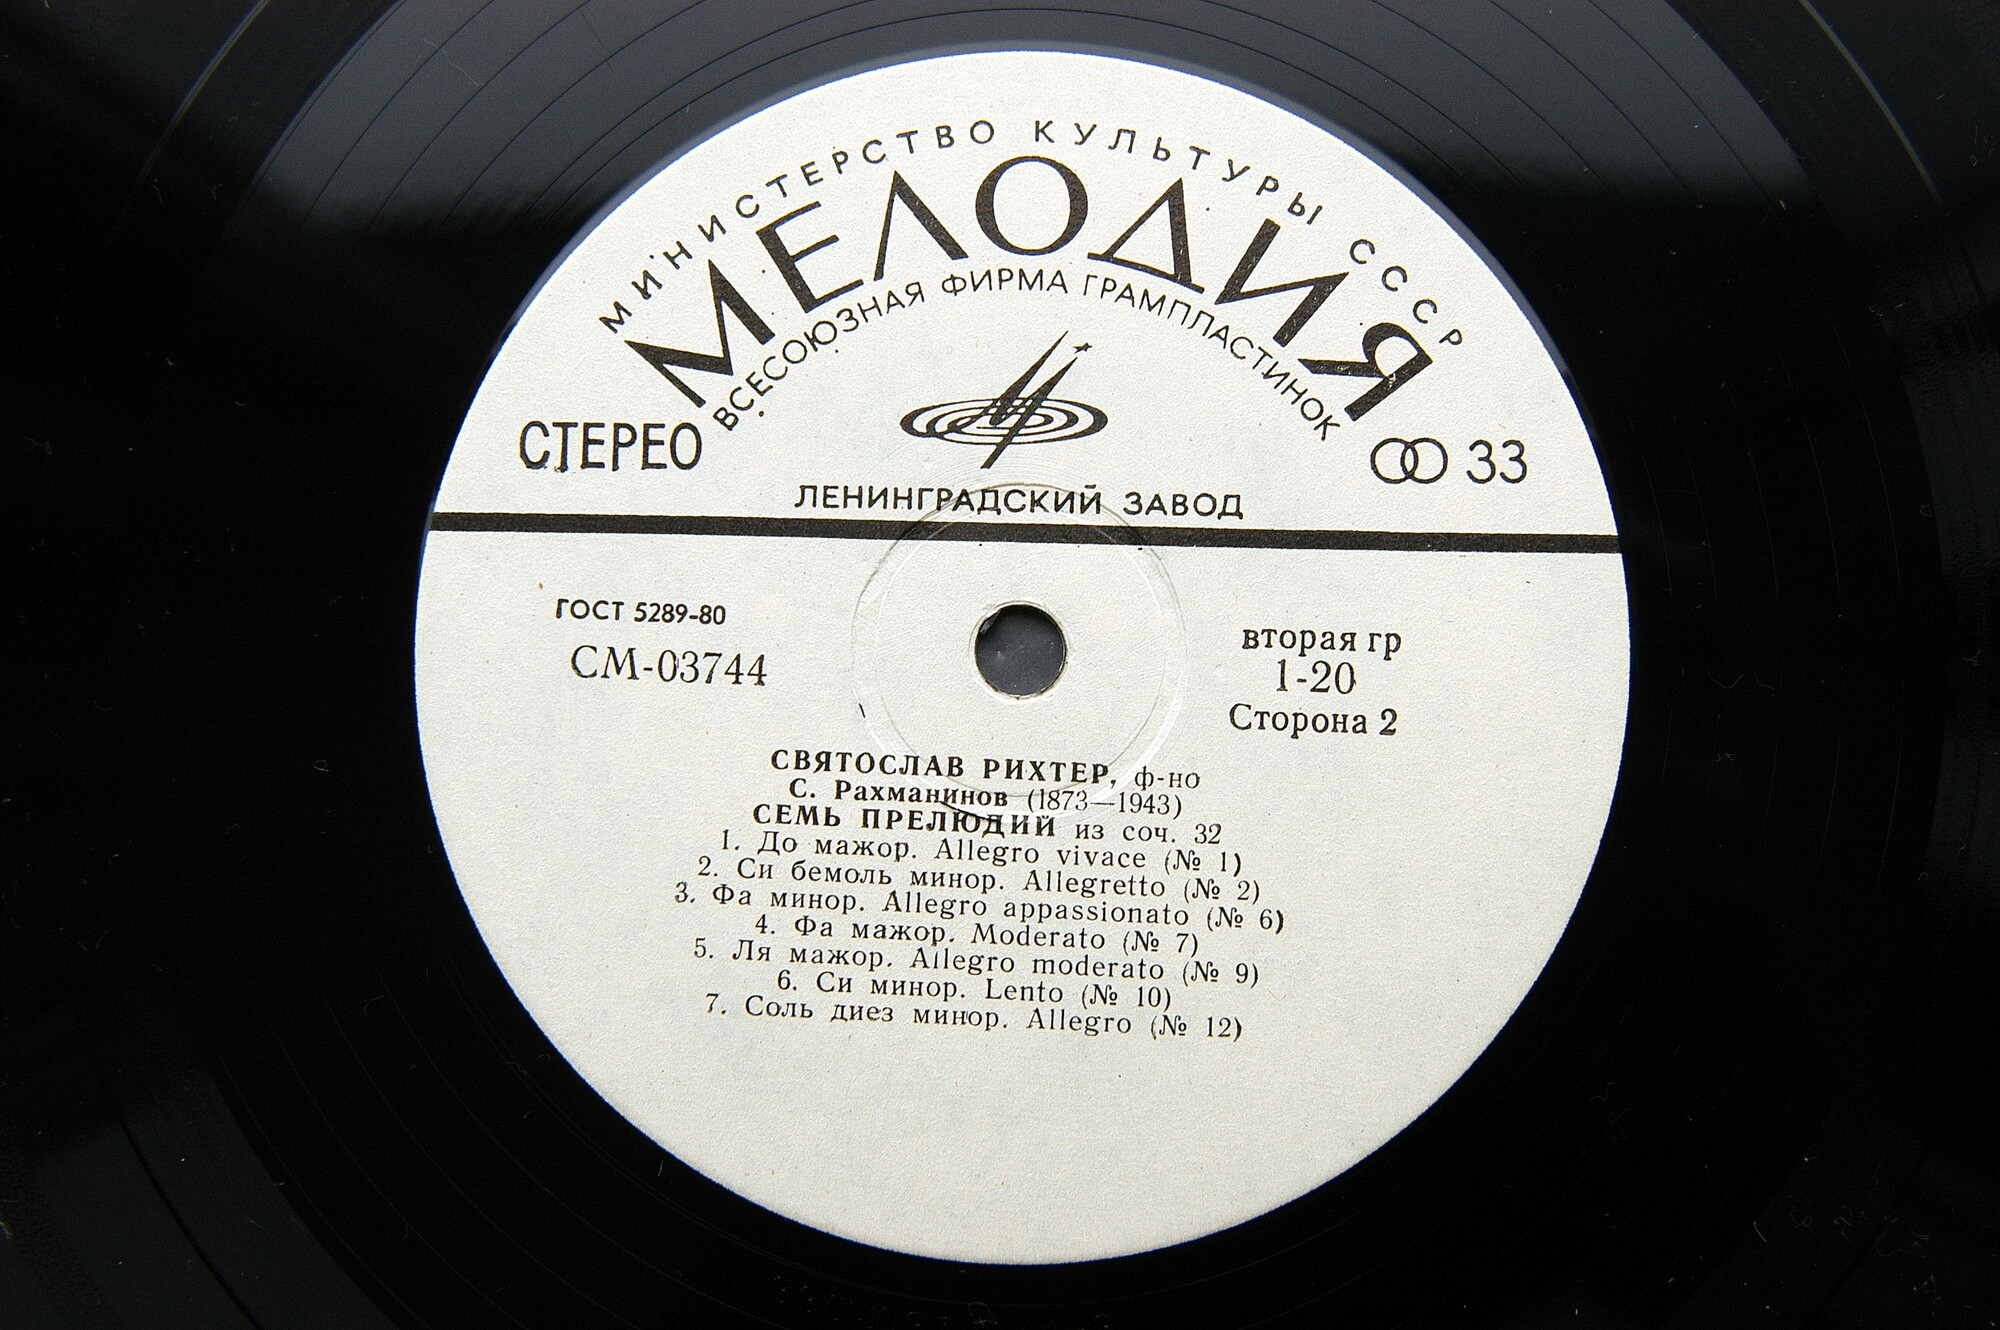 МИНИСТЕРСТВО КУЛЬТУРЫ СССР
МЕЛОДИЯ
ВСЕСОЮЗНАЯ ФИРМА ГРАМПЛАСТИНОК
СТЕРЕО
33
ЛЕНИНГРАДСКИЙ ЗАВОД
ГОСТ 5289-80
СМ-03744
вторая гр
1-20
Сторона 2
СВЯТОСЛАВ РИХТЕР, ф-но
С. Рахманинов (1873—1943)
СЕМЬ ПРЕЛЮДИЙ из соч. 32
1. До мажор. Allegro vivace (№ 1)
2. Си бемоль минор. Allegretto (№ 2)
3. Фа минор. Allegro appassionato (№ 6)
4. Фа мажор. Moderato (№ 7)
5. Ля мажор. Allegro moderato (№ 9)
6. Си минор. Lento (№ 10)
7. Соль диез минор. Allegro (№ 12)